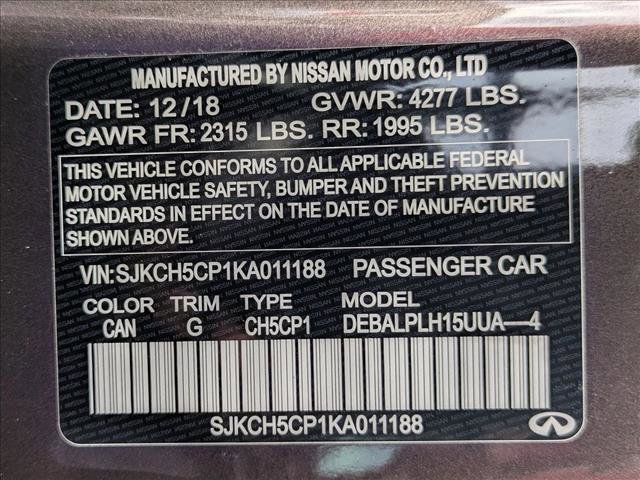 MANUFACTURED BY NISSAN MOTOR CO., LTD
DATE: 12/18 GVWR: 4277 LBS.
GAWR FR: 2315 LBS. RR: 1995 LBS.
THIS VEHICLE CONFORMS TO ALL APPLICABLE FEDERAL
MOTOR VEHICLE SAFETY, BUMPER AND THEFT PREVENTION
STANDARDS IN EFFECT ON THE DATE OF MANUFACTURE
SHOWN ABOVE.
VIN:SJKCH5CP1KA011188 PASSENGER CAR
COLOR TRIM TYPE MODEL
CAN G CH5CP1 DEBALPLH15UUA—4
SJKCH5CP1KA011188